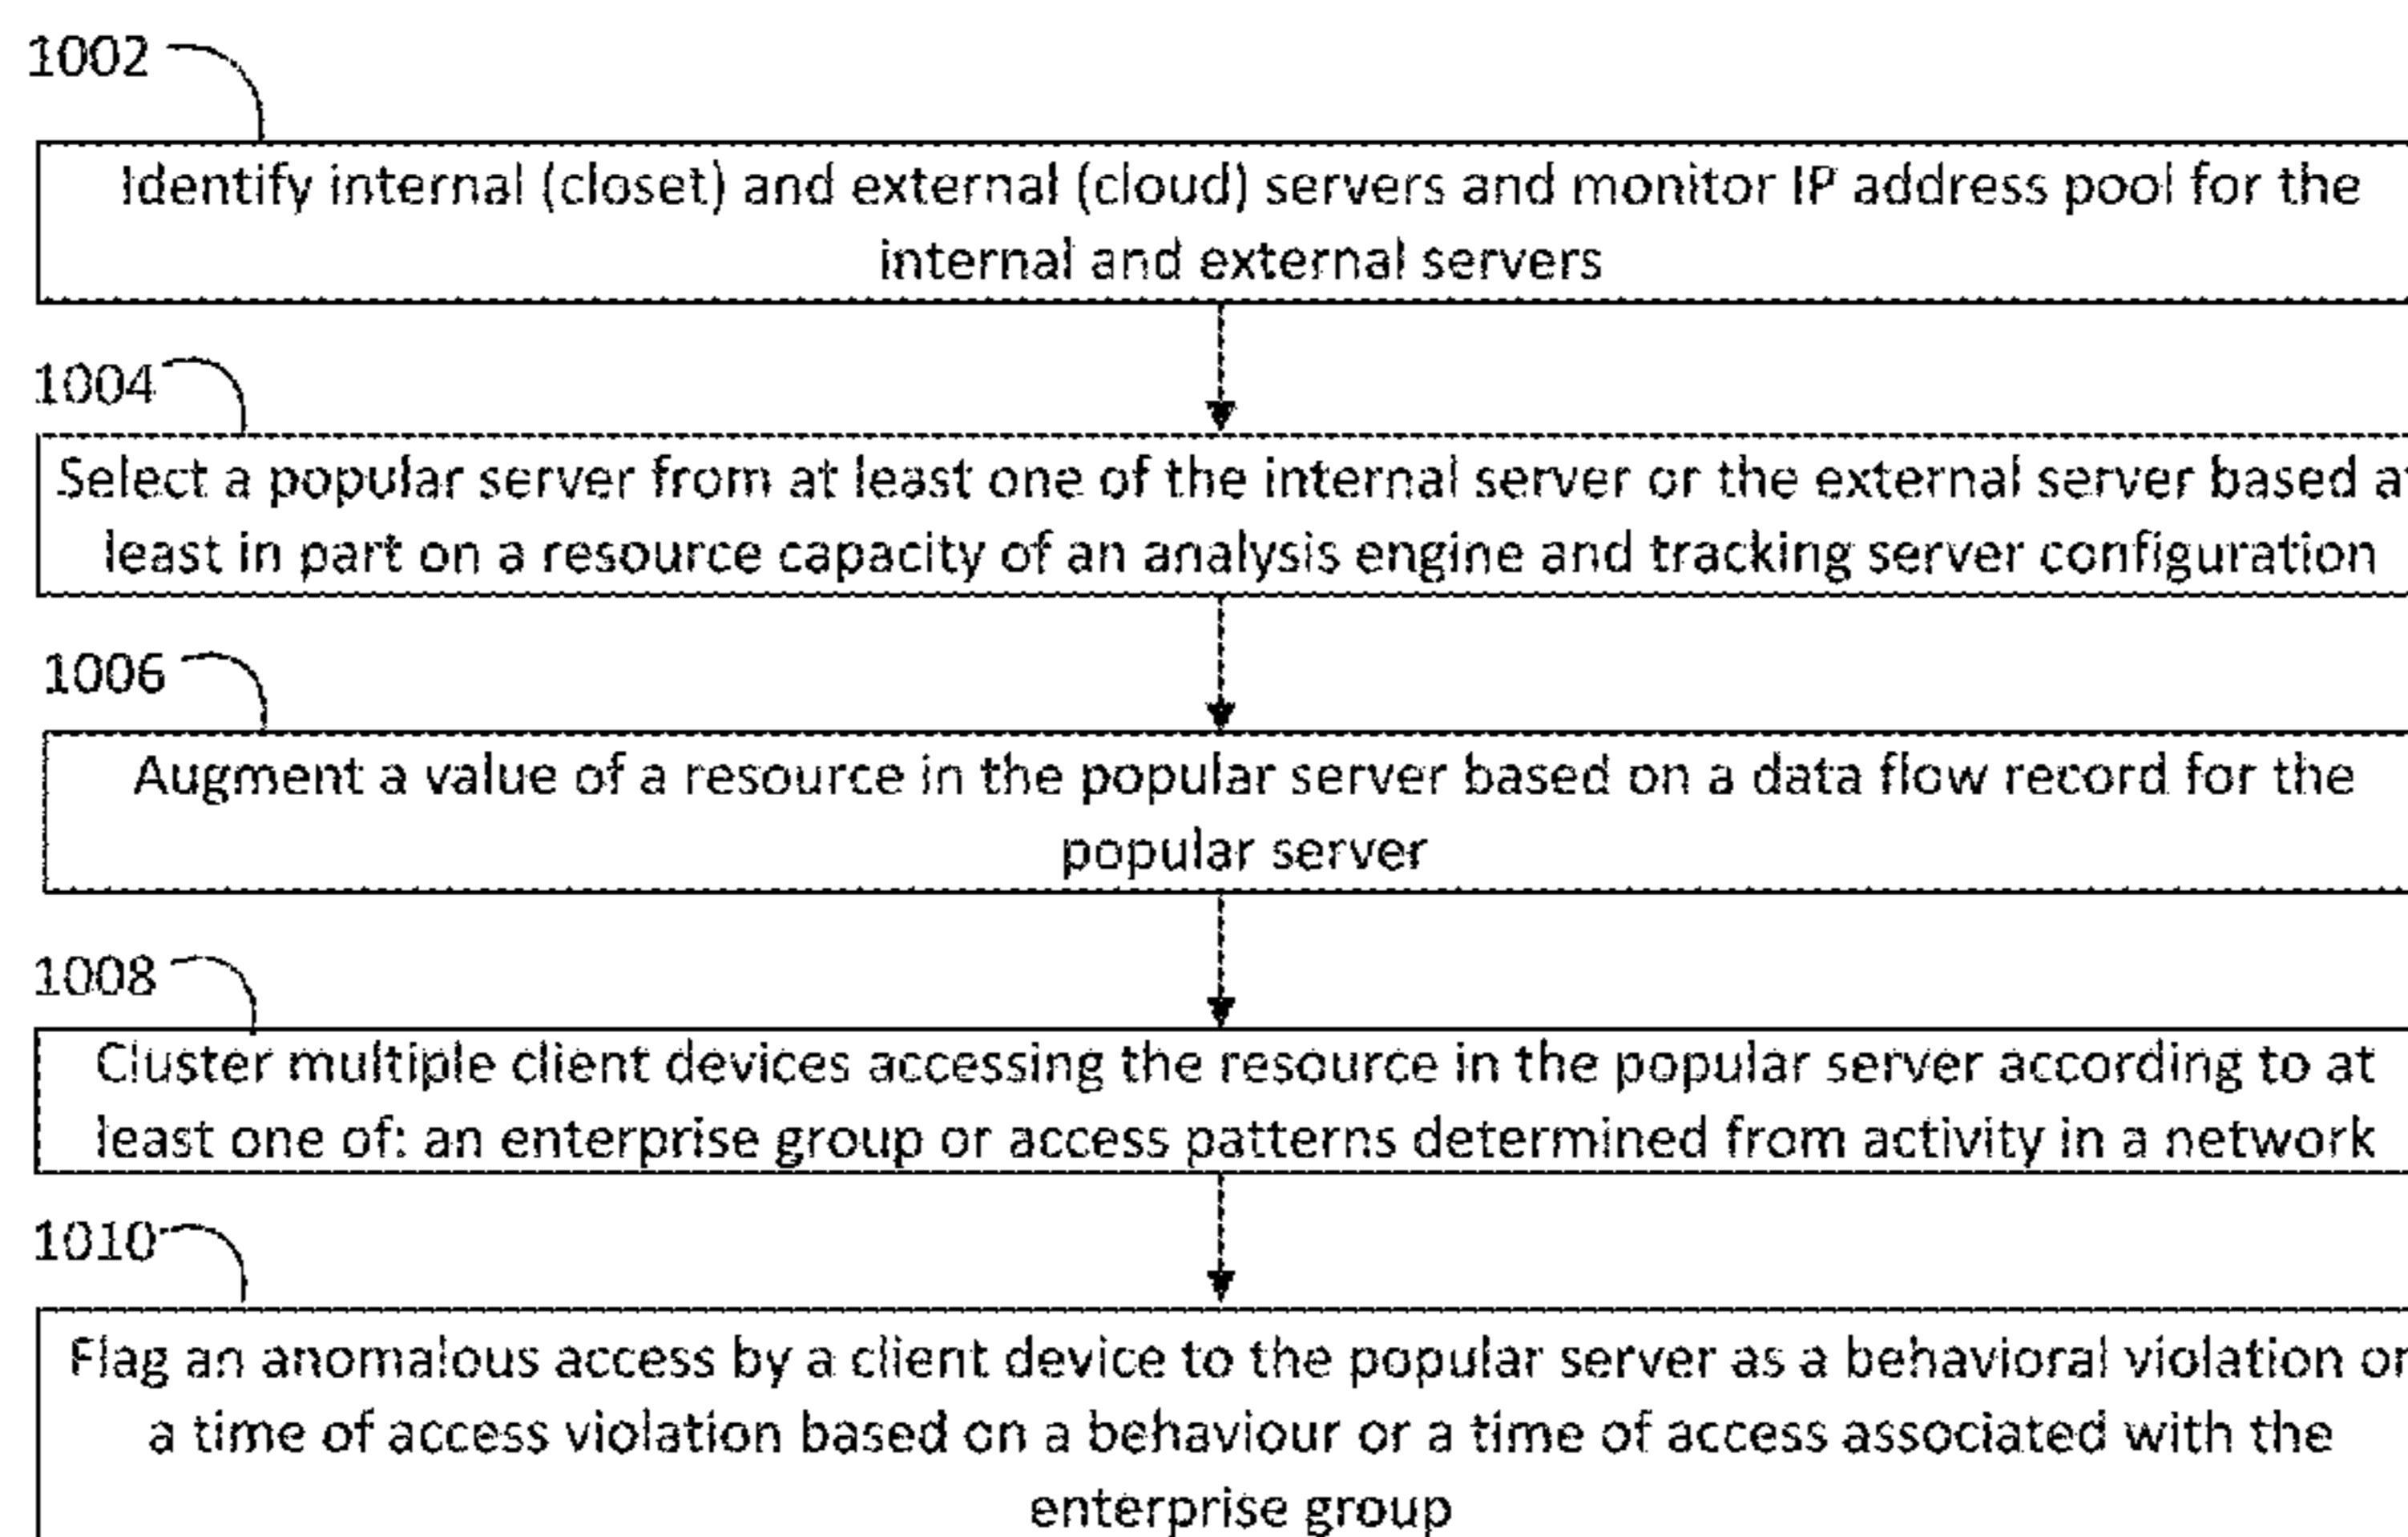 1002
Identify internal (closet) and external (cloud) servers and monitor IP address pool for the
internal and external servers
1004
Select a popular server from at least one of the internal server or the external server based at
least in part on a resource capacity of an analysis engine and tracking server configuration
1006
Augment a value of a resource in the popular server based on a data flow record for the
popular server
1008
Cluster multiple client devices accessing the resource in the popular server according to at
least one of: an enterprise group or access patterns determined from activity in a network
1010
Flag an anomalous access by a client device to the popular server as a behavioral violation or
a time of access violation based on a behaviour or a time of access associated with the
enterprise group